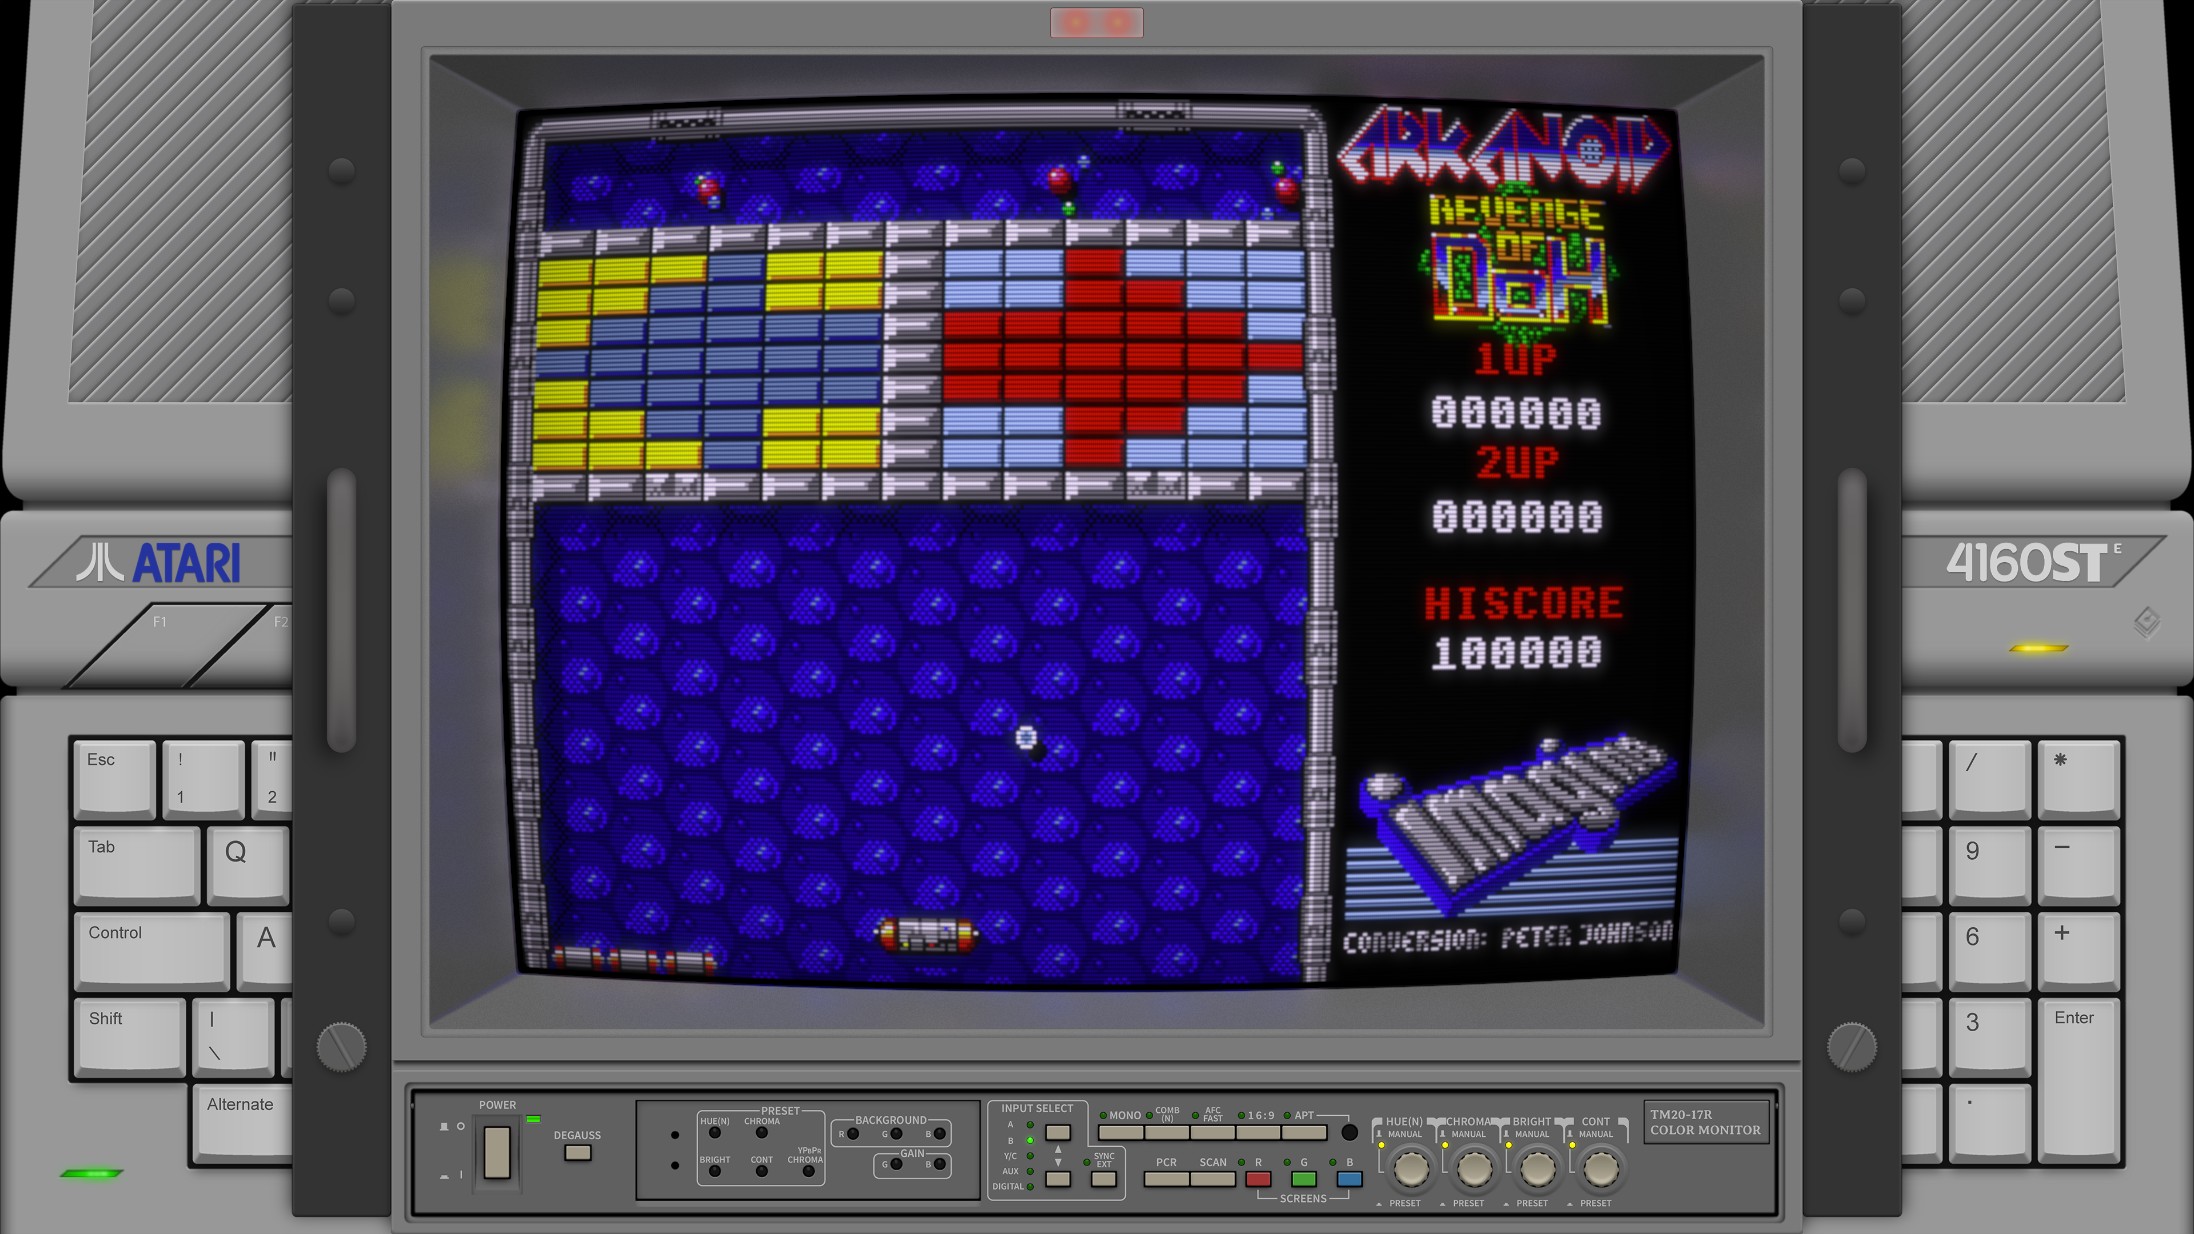 ARKANOID
REVENGE
OF
DOH
1UP
000000
2UP
000000
HISCORE
100000
Imagine
CONVERSION: PETER JOHNSON
ATARI
4160STE
F1
F2
Esc
!
1
"
2
Tab
Q
Control
A
Shift
|
\
Alternate
/
*
9
−
6
+
3
Enter
.
POWER
DEGAUSS
PRESET
HUE(N)
CHROMA
BRIGHT
CONT
YPBPR
CHROMA
BACKGROUND
R
G
B
GAIN
G
B
INPUT SELECT
A
B
Y/C
AUX
DIGITAL
SYNC
EXT
MONO
COMB
(N)
AFC
FAST
16:9
APT
PCR
SCAN
R
G
B
SCREENS
HUE(N)
CHROMA
BRIGHT
CONT
MANUAL
MANUAL
MANUAL
MANUAL
PRESET
PRESET
PRESET
PRESET
TM20-17R
COLOR MONITOR